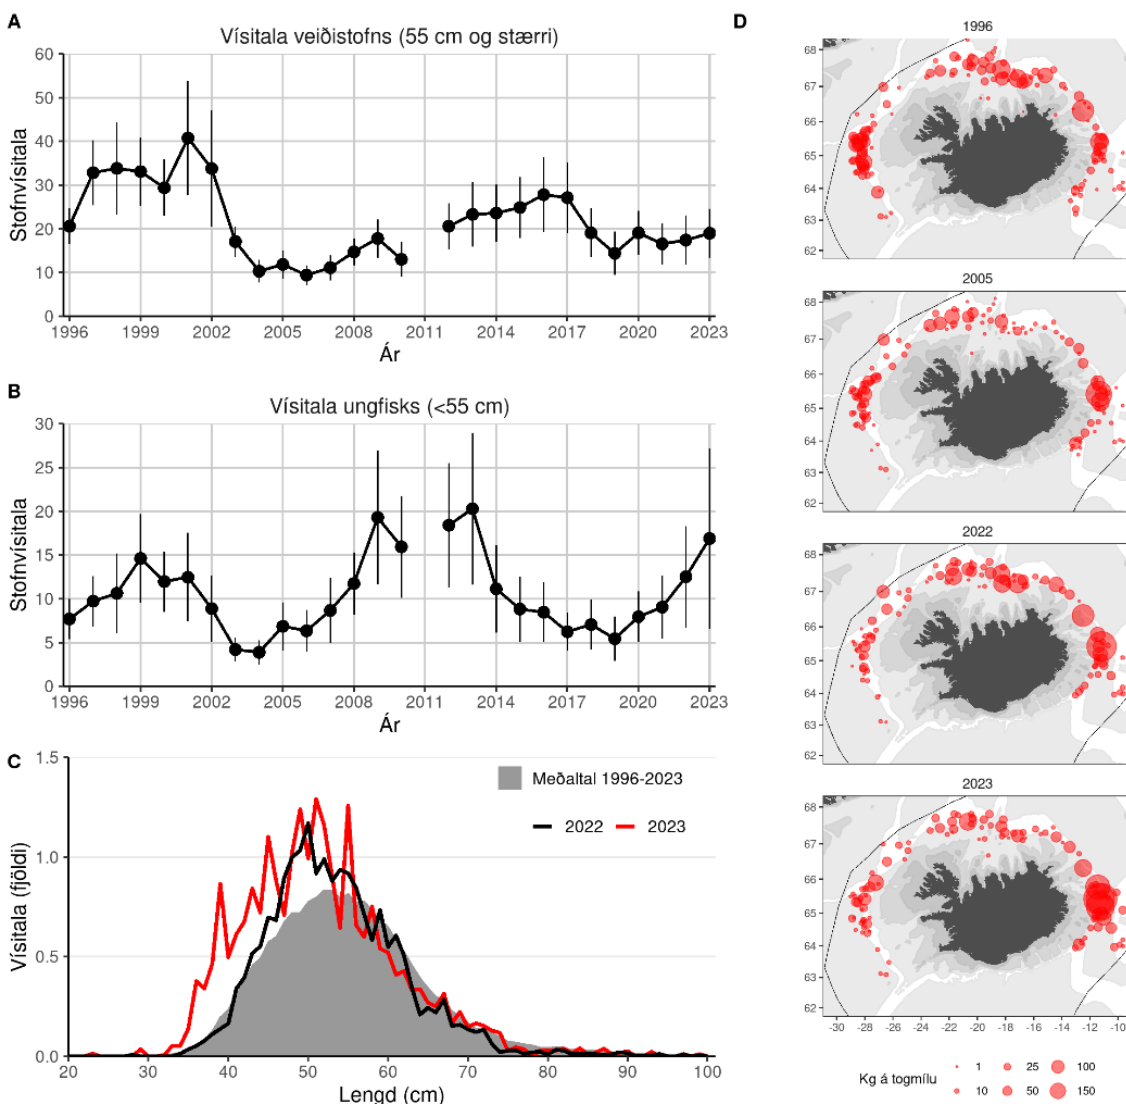 A
Vísitala veiðistofns (55 cm og stærri)
Stofnvísitala
60
50
40
30
20
10
0
1996 1999 2002 2005 2008 2011 2014 2017 2020 2023
Ár
B
Vísitala ungfisks (<55 cm)
Stofnvísitala
30
25
20
15
10
5
0
1996 1999 2002 2005 2008 2011 2014 2017 2020 2023
Ár
C
Vísitala (fjöldi)
1.5
1.0
0.5
0.0
Meðaltal 1996-2023
2022 2023
20 30 40 50 60 70 80 90 100
Lengd (cm)
D
1996
68
67
66
65
64
63
62
2005
68
67
66
65
64
63
62
2022
68
67
66
65
64
63
62
2023
68
67
66
65
64
63
62
-30 -28 -26 -24 -22 -20 -18 -16 -14 -12 -10
Kg á togmílu
1 25 100
10 50 150